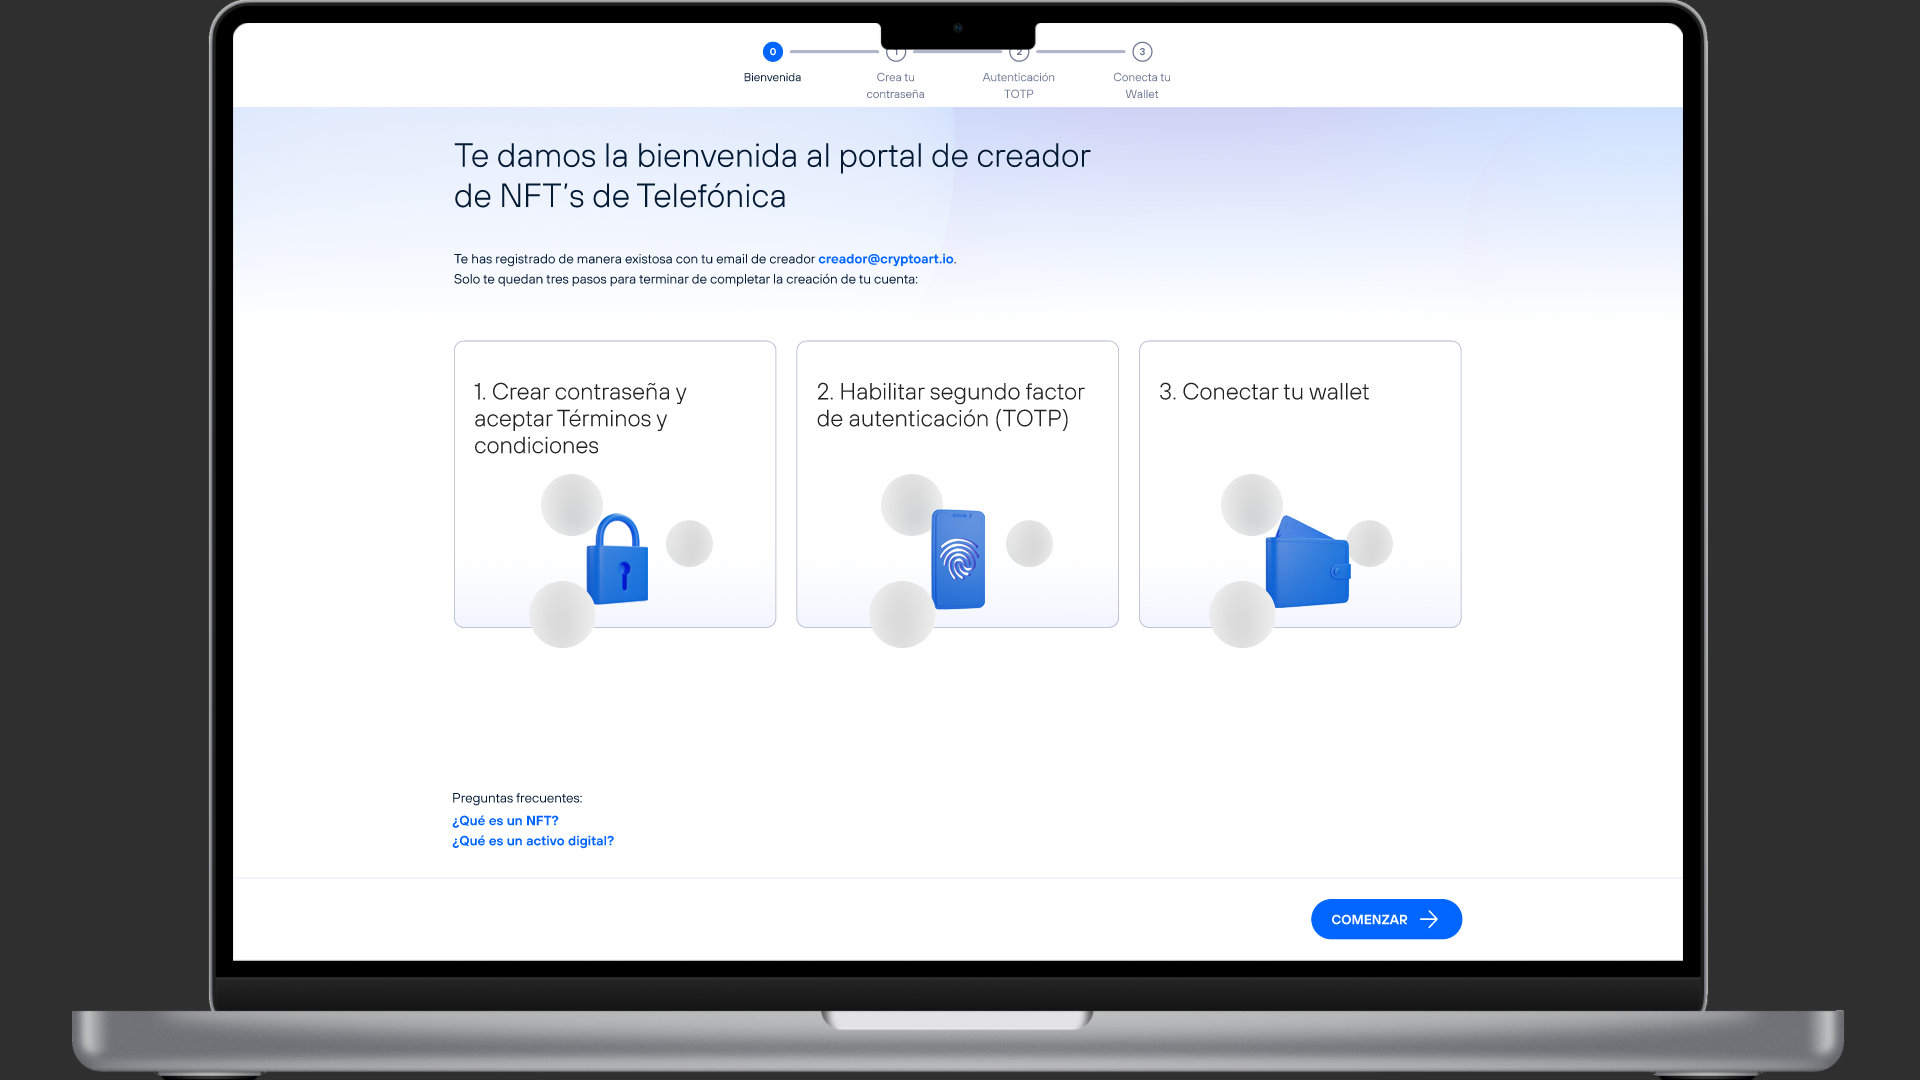 0
1
2
3
Bienvenida
Crea tu
contraseña
Autenticación
TOTP
Conecta tu
Wallet
Te damos la bienvenida al portal de creador
de NFT’s de Telefónica
Te has registrado de manera existosa con tu email de creador creador@cryptoart.io.
Solo te quedan tres pasos para terminar de completar la creación de tu cuenta:
1. Crear contraseña y
aceptar Términos y
condiciones
2. Habilitar segundo factor
de autenticación (TOTP)
3. Conectar tu wallet
Preguntas frecuentes:
¿Qué es un NFT?
¿Qué es un activo digital?
COMENZAR